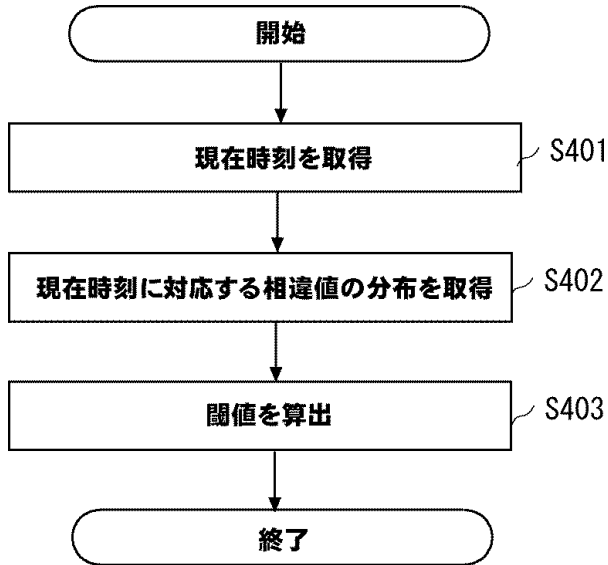 開始
現在時刻を取得
S401
現在時刻に対応する相違値の分布を取得
S402
閾値を算出
S403
終了